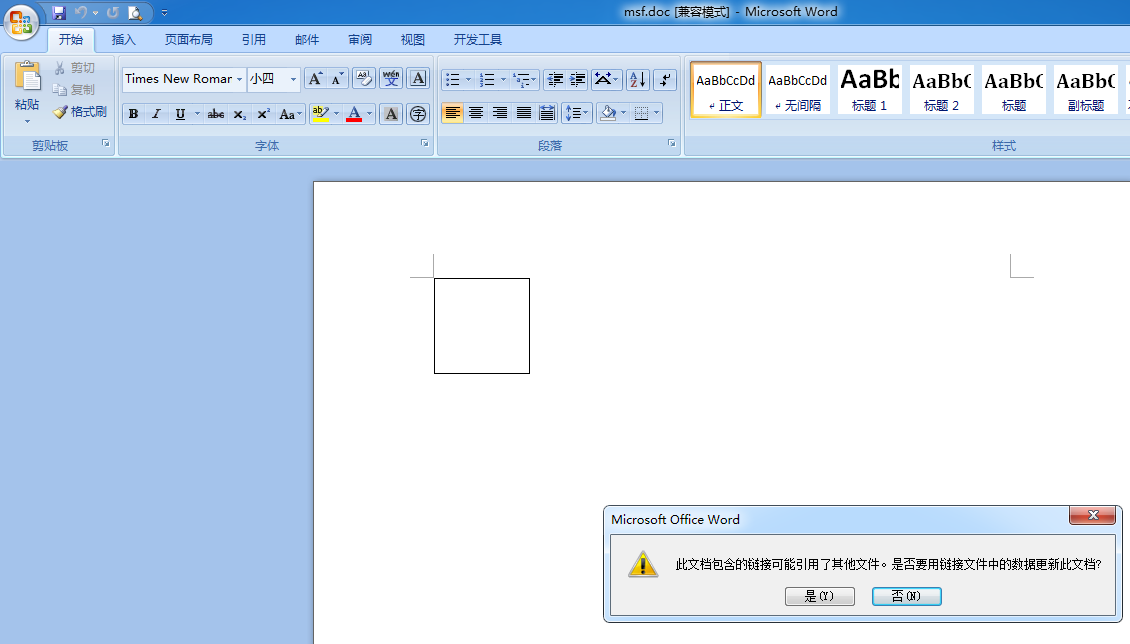 msf.doc [兼容模式] - Microsoft Word
开始 插入 页面布局 引用 邮件 审阅 视图 开发工具
粘贴
剪切
复制
格式刷
剪贴板
Times New Romar 小四
B I U abc x₂ x² Aa
字体
段落
AaBbCcDd AaBbCcDd AaBb AaBbC AaBbC AaBbC
正文 无间隔 标题 1 标题 2 标题 副标题
样式
Microsoft Office Word
此文档包含的链接可能引用了其他文件。是否要用链接文件中的数据更新此文档?
是(Y) 否(N)